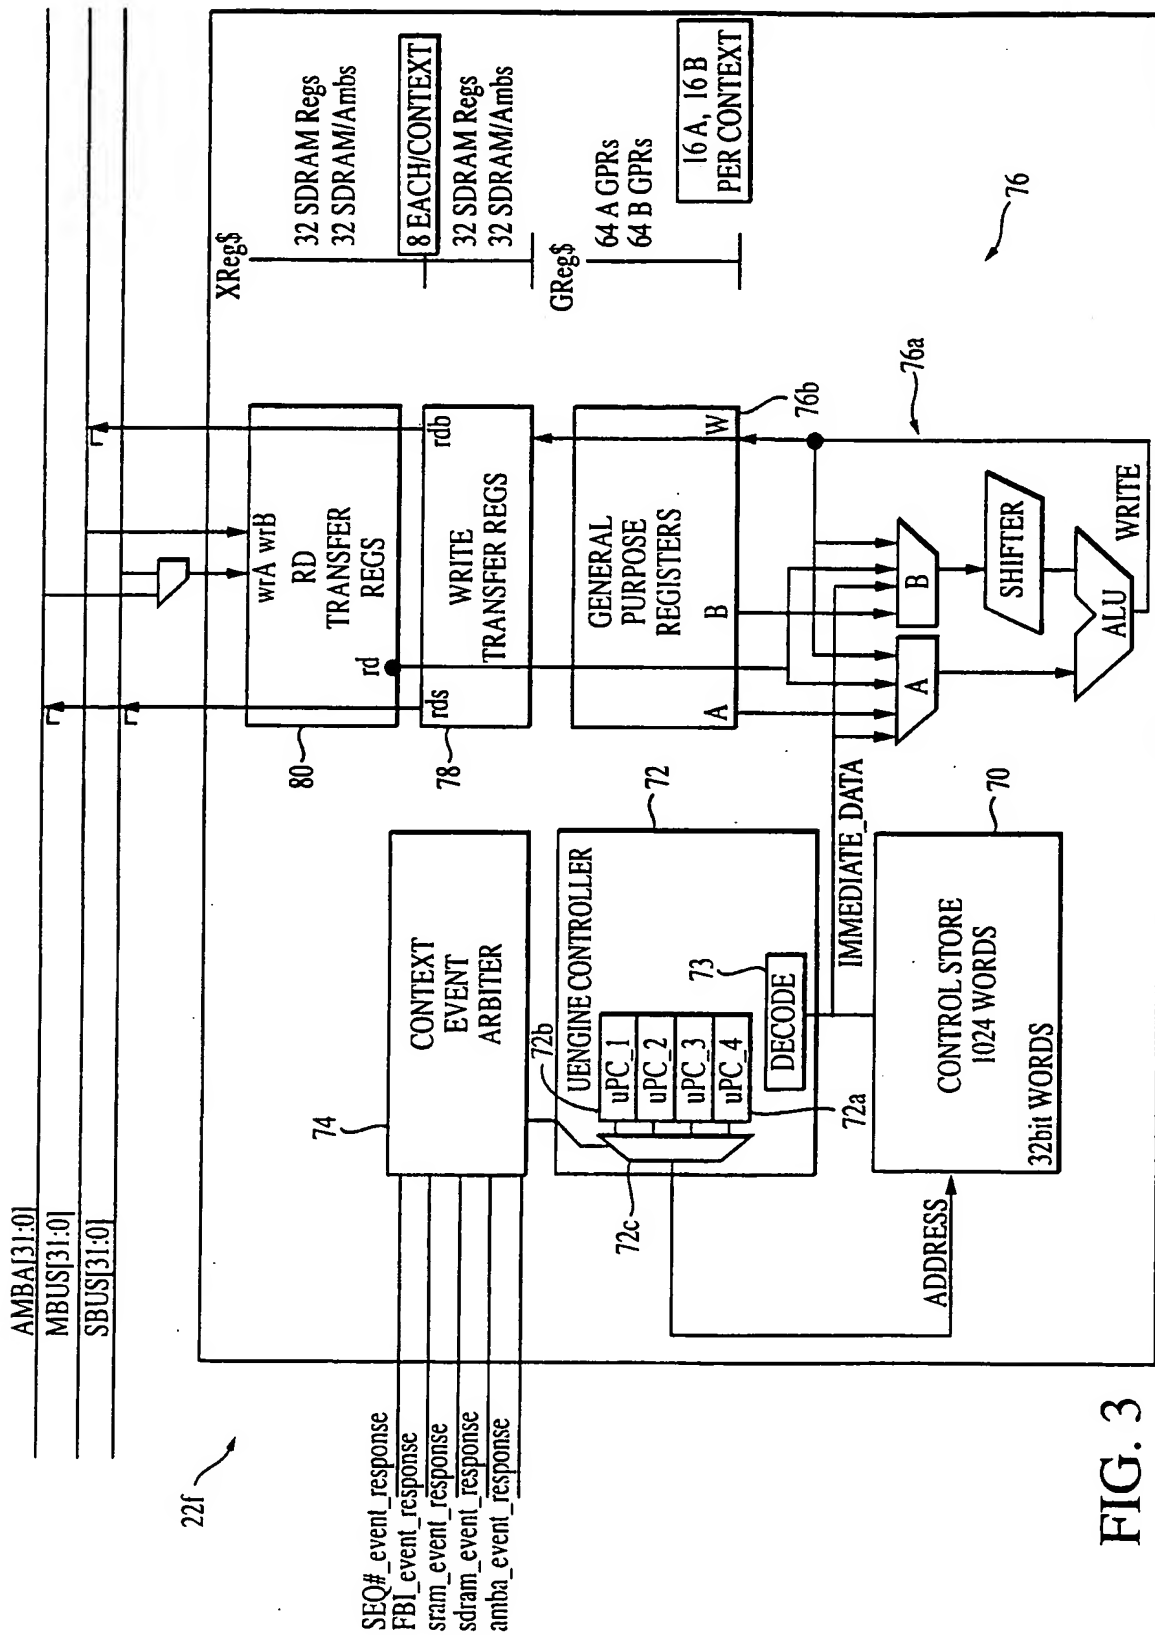 AMBA[31:0]
MBUS[31:0]
SBUS[31:0]
22f
SEQ#_event_response
FBI_event_response
sram_event_response
sdram_event_response
amba_event_response
74
CONTEXT
EVENT
ARBITER
72b
72
UENGINE CONTROLLER
uPC_1
uPC_2
uPC_3
uPC_4
72c
72a
73
DECODE
IMMEDIATE_DATA
70
CONTROL STORE
1024 WORDS
32bit WORDS
ADDRESS
80
wrA wrB
RD
TRANSFER
REGS
rd
78
rds
rdb
WRITE
TRANSFER REGS
GENERAL
PURPOSE
REGISTERS
A
B
W
76b
76a
A
B
SHIFTER
ALU
WRITE
XReg$
32 SDRAM Regs
32 SDRAM/Ambs
8 EACH/CONTEXT
32 SDRAM Regs
32 SDRAM/Ambs
GReg$
64 A GPRs
64 B GPRs
16 A, 16 B
PER CONTEXT
76
FIG. 3